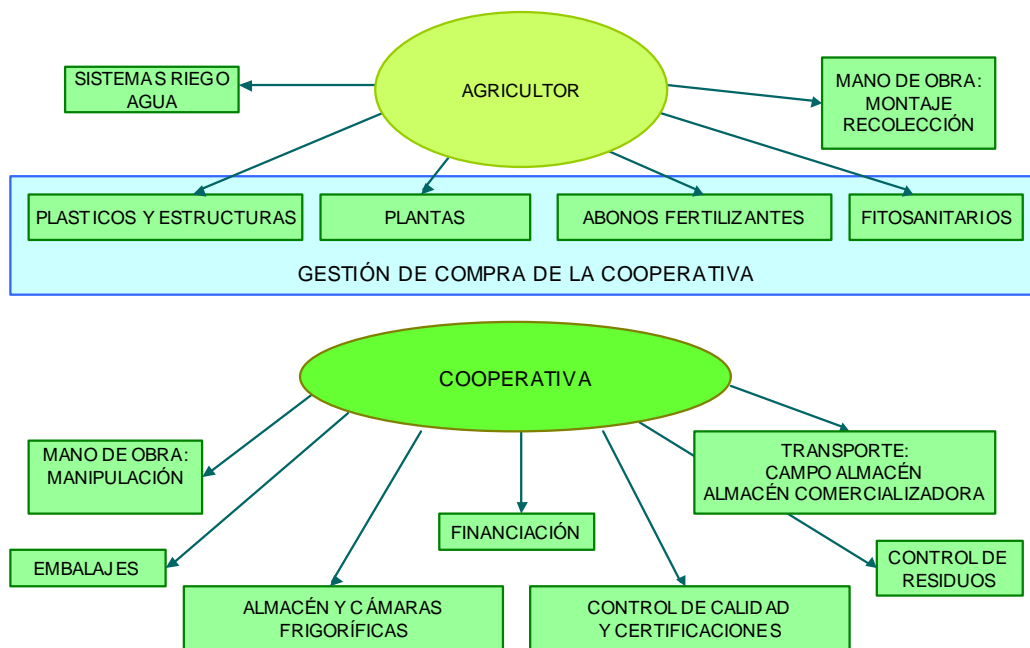 SISTEMAS RIEGO
AGUA
AGRICULTOR
MANO DE OBRA:
MONTAJE
RECOLECCIÓN
PLASTICOS Y ESTRUCTURAS
PLANTAS
ABONOS FERTILIZANTES
FITOSANITARIOS
GESTIÓN DE COMPRA DE LA COOPERATIVA
COOPERATIVA
MANO DE OBRA:
MANIPULACIÓN
TRANSPORTE:
CAMPO ALMACÉN
ALMACÉN COMERCIALIZADORA
FINANCIACIÓN
EMBALAJES
CONTROL DE
RESIDUOS
ALMACÉN Y CÁMARAS
FRIGORÍFICAS
CONTROL DE CALIDAD
Y CERTIFICACIONES